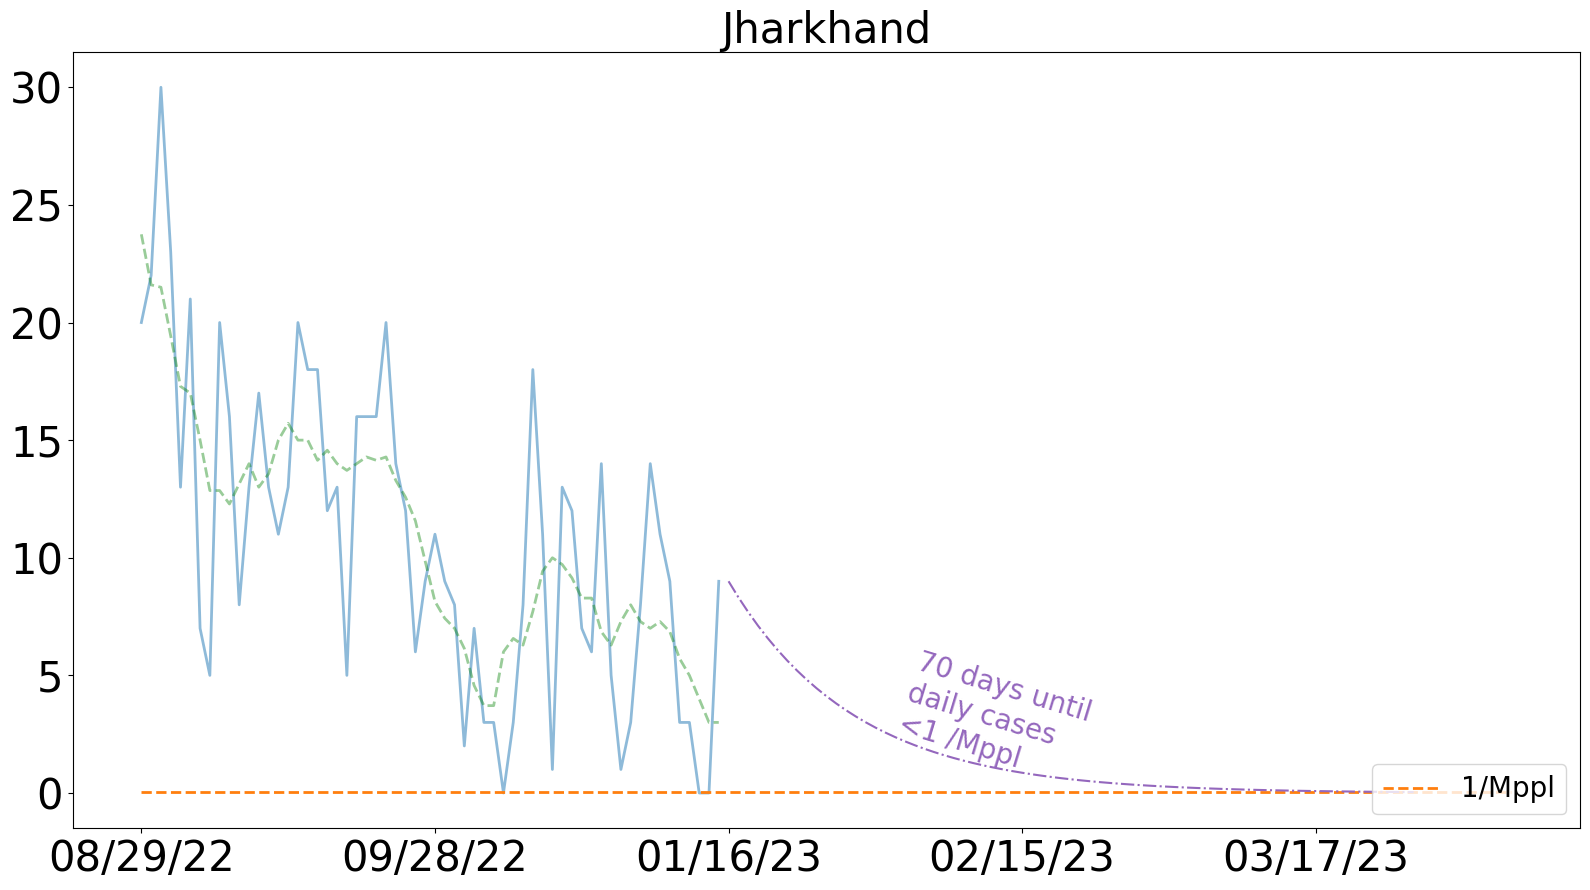 Jharkhand
30
25
20
15
10
5
0
70 days until
daily cases
<1 /Mppl
1/Mppl
08/29/22
09/28/22
01/16/23
02/15/23
03/17/23